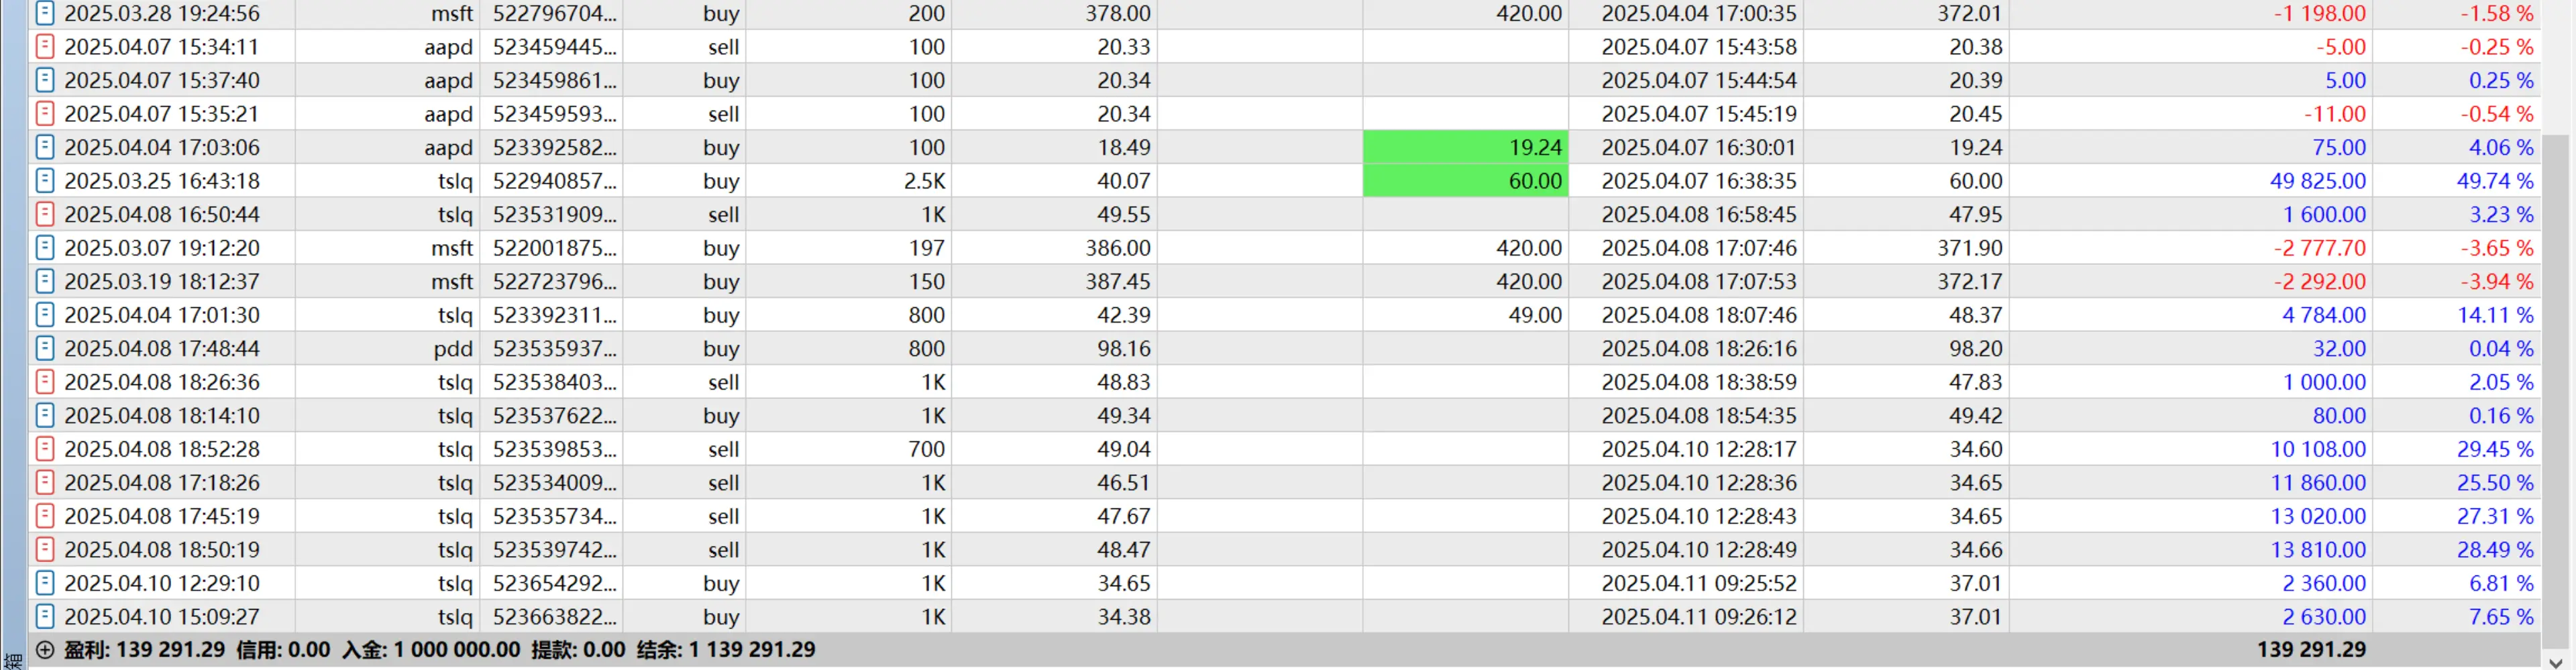 2025.03.28 19:24:56 msft 522796704... buy 200 378.00 420.00 2025.04.04 17:00:35 372.01 -1 198.00 -1.58 %
2025.04.07 15:34:11 aapd 523459445... sell 100 20.33 2025.04.07 15:43:58 20.38 -5.00 -0.25 %
2025.04.07 15:37:40 aapd 523459861... buy 100 20.34 2025.04.07 15:44:54 20.39 5.00 0.25 %
2025.04.07 15:35:21 aapd 523459593... sell 100 20.34 2025.04.07 15:45:19 20.45 -11.00 -0.54 %
2025.04.04 17:03:06 aapd 523392582... buy 100 18.49 19.24 2025.04.07 16:30:01 19.24 75.00 4.06 %
2025.03.25 16:43:18 tslq 522940857... buy 2.5K 40.07 60.00 2025.04.07 16:38:35 60.00 49 825.00 49.74 %
2025.04.08 16:50:44 tslq 523531909... sell 1K 49.55 2025.04.08 16:58:45 47.95 1 600.00 3.23 %
2025.03.07 19:12:20 msft 522001875... buy 197 386.00 420.00 2025.04.08 17:07:46 371.90 -2 777.70 -3.65 %
2025.03.19 18:12:37 msft 522723796... buy 150 387.45 420.00 2025.04.08 17:07:53 372.17 -2 292.00 -3.94 %
2025.04.04 17:01:30 tslq 523392311... buy 800 42.39 49.00 2025.04.08 18:07:46 48.37 4 784.00 14.11 %
2025.04.08 17:48:44 pdd 523535937... buy 800 98.16 2025.04.08 18:26:16 98.20 32.00 0.04 %
2025.04.08 18:26:36 tslq 523538403... sell 1K 48.83 2025.04.08 18:38:59 47.83 1 000.00 2.05 %
2025.04.08 18:14:10 tslq 523537622... buy 1K 49.34 2025.04.08 18:54:35 49.42 80.00 0.16 %
2025.04.08 18:52:28 tslq 523539853... sell 700 49.04 2025.04.10 12:28:17 34.60 10 108.00 29.45 %
2025.04.08 17:18:26 tslq 523534009... sell 1K 46.51 2025.04.10 12:28:36 34.65 11 860.00 25.50 %
2025.04.08 17:45:19 tslq 523535734... sell 1K 47.67 2025.04.10 12:28:43 34.65 13 020.00 27.31 %
2025.04.08 18:50:19 tslq 523539742... sell 1K 48.47 2025.04.10 12:28:49 34.66 13 810.00 28.49 %
2025.04.10 12:29:10 tslq 523654292... buy 1K 34.65 2025.04.11 09:25:52 37.01 2 360.00 6.81 %
2025.04.10 15:09:27 tslq 523663822... buy 1K 34.38 2025.04.11 09:26:12 37.01 2 630.00 7.65 %
盈利: 139 291.29 信用: 0.00 入金: 1 000 000.00 提款: 0.00 结余: 1 139 291.29 139 291.29
箱